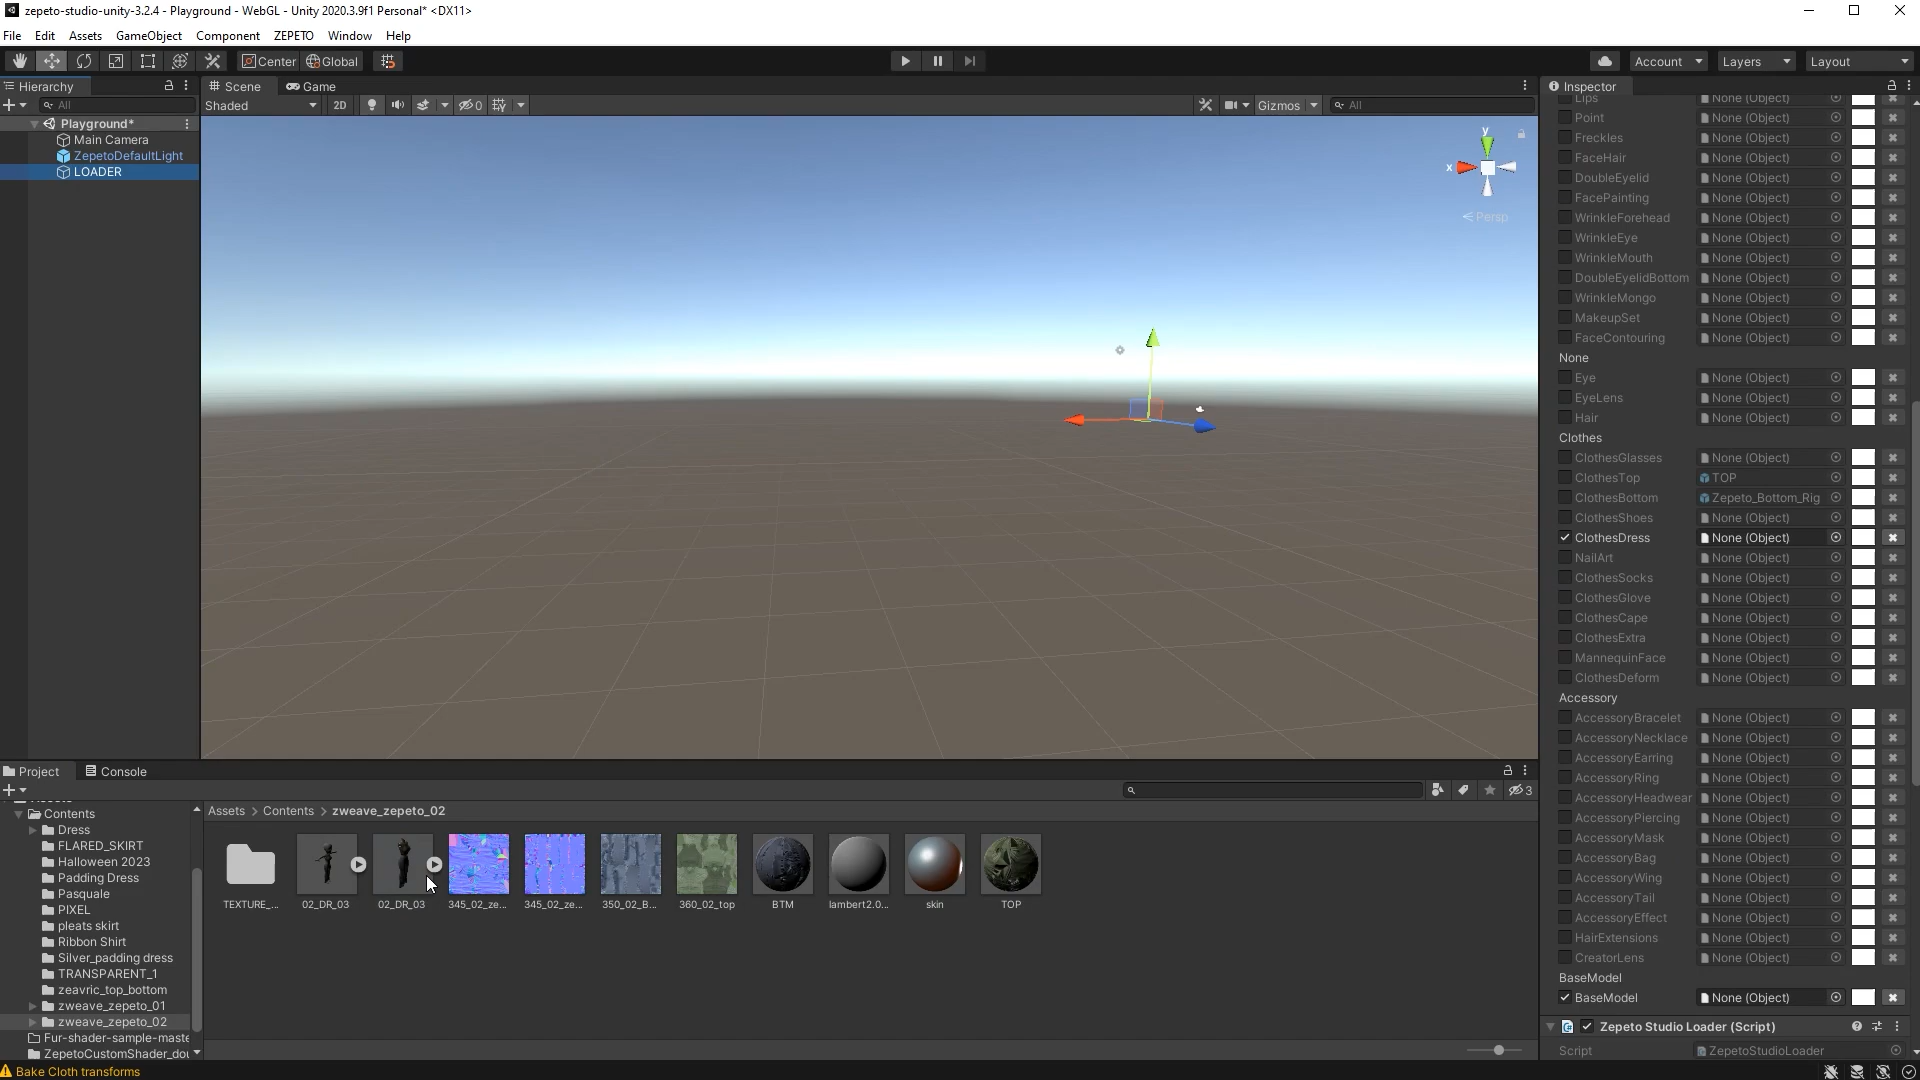 zepeto-studio-unity-3.2.4 - Playground - WebGL - Unity 2020.3.9f1 Personal* <DX11>
File Edit Assets GameObject Component ZEPETO Window Help
Center Global
Account Layers Layout
Hierarchy
All
Playground*
Main Camera
ZepetoDefaultLight
LOADER
Scene Game
Shaded 2D 0 Gizmos All
y
x
Persp
Inspector
Lips None (Object)
Point None (Object)
Freckles None (Object)
FaceHair None (Object)
DoubleEyelid None (Object)
FacePainting None (Object)
WrinkleForehead None (Object)
WrinkleEye None (Object)
WrinkleMouth None (Object)
DoubleEyelidBottom None (Object)
WrinkleMongo None (Object)
MakeupSet None (Object)
FaceContouring None (Object)
None
Eye None (Object)
EyeLens None (Object)
Hair None (Object)
Clothes
ClothesGlasses None (Object)
ClothesTop TOP
ClothesBottom Zepeto_Bottom_Rig
ClothesShoes None (Object)
ClothesDress None (Object)
NailArt None (Object)
ClothesSocks None (Object)
ClothesGlove None (Object)
ClothesCape None (Object)
ClothesExtra None (Object)
MannequinFace None (Object)
ClothesDeform None (Object)
Accessory
AccessoryBracelet None (Object)
AccessoryNecklace None (Object)
AccessoryEarring None (Object)
AccessoryRing None (Object)
AccessoryHeadwear None (Object)
AccessoryPiercing None (Object)
AccessoryMask None (Object)
AccessoryBag None (Object)
AccessoryWing None (Object)
AccessoryTail None (Object)
AccessoryEffect None (Object)
HairExtensions None (Object)
CreatorLens None (Object)
BaseModel
BaseModel None (Object)
Zepeto Studio Loader (Script)
Script ZepetoStudioLoader
Project Console
3
Contents
Dress
FLARED_SKIRT
Halloween 2023
Padding Dress
Pasquale
PIXEL
pleats skirt
Ribbon Shirt
Silver_padding dress
TRANSPARENT_1
zeavric_top_bottom
zweave_zepeto_01
zweave_zepeto_02
Fur-shader-sample-maste
ZepetoCustomShader_dou
Assets > Contents > zweave_zepeto_02
TEXTURE_... 02_DR_03 02_DR_03 345_02_ze... 345_02_ze... 350_02_B... 360_02_top BTM lambert2.0... skin TOP
Bake Cloth transforms